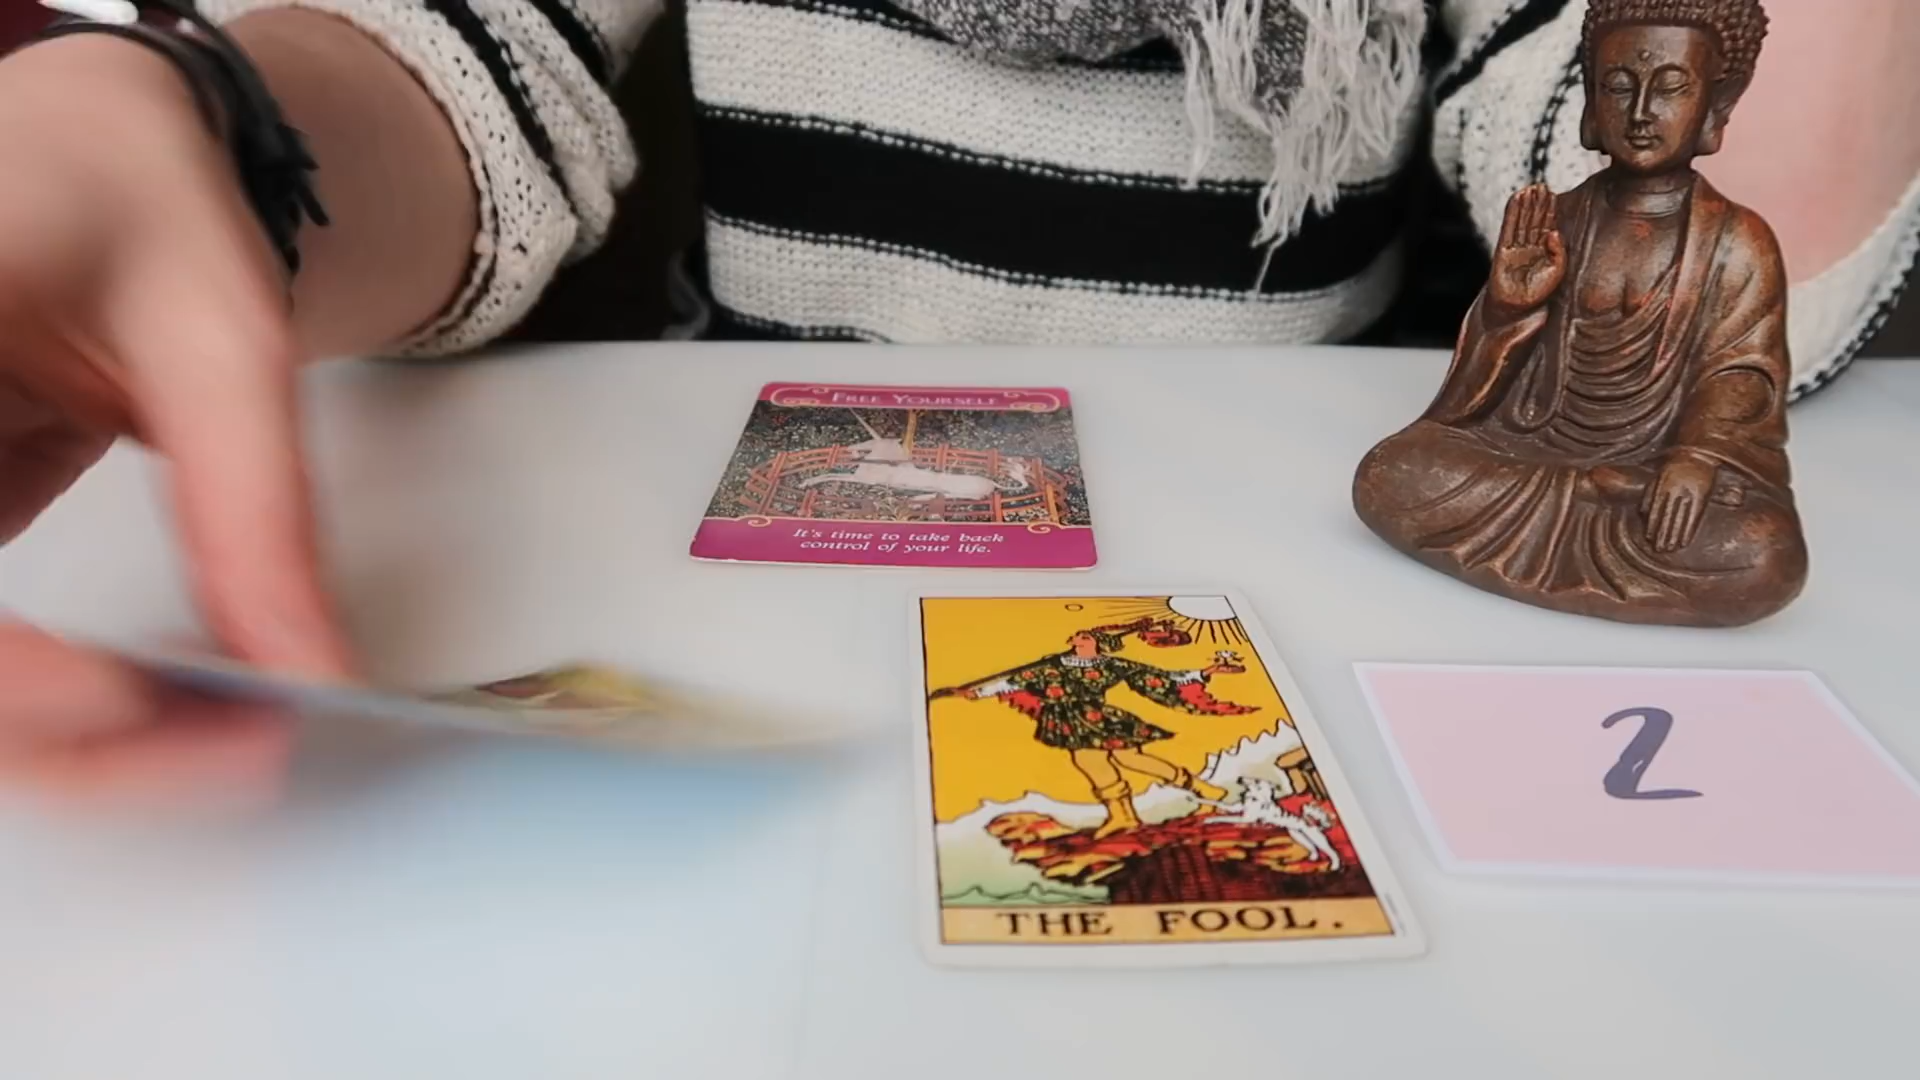 FREE YOURSELF
It's time to take back
control of your life.
THE FOOL.
2